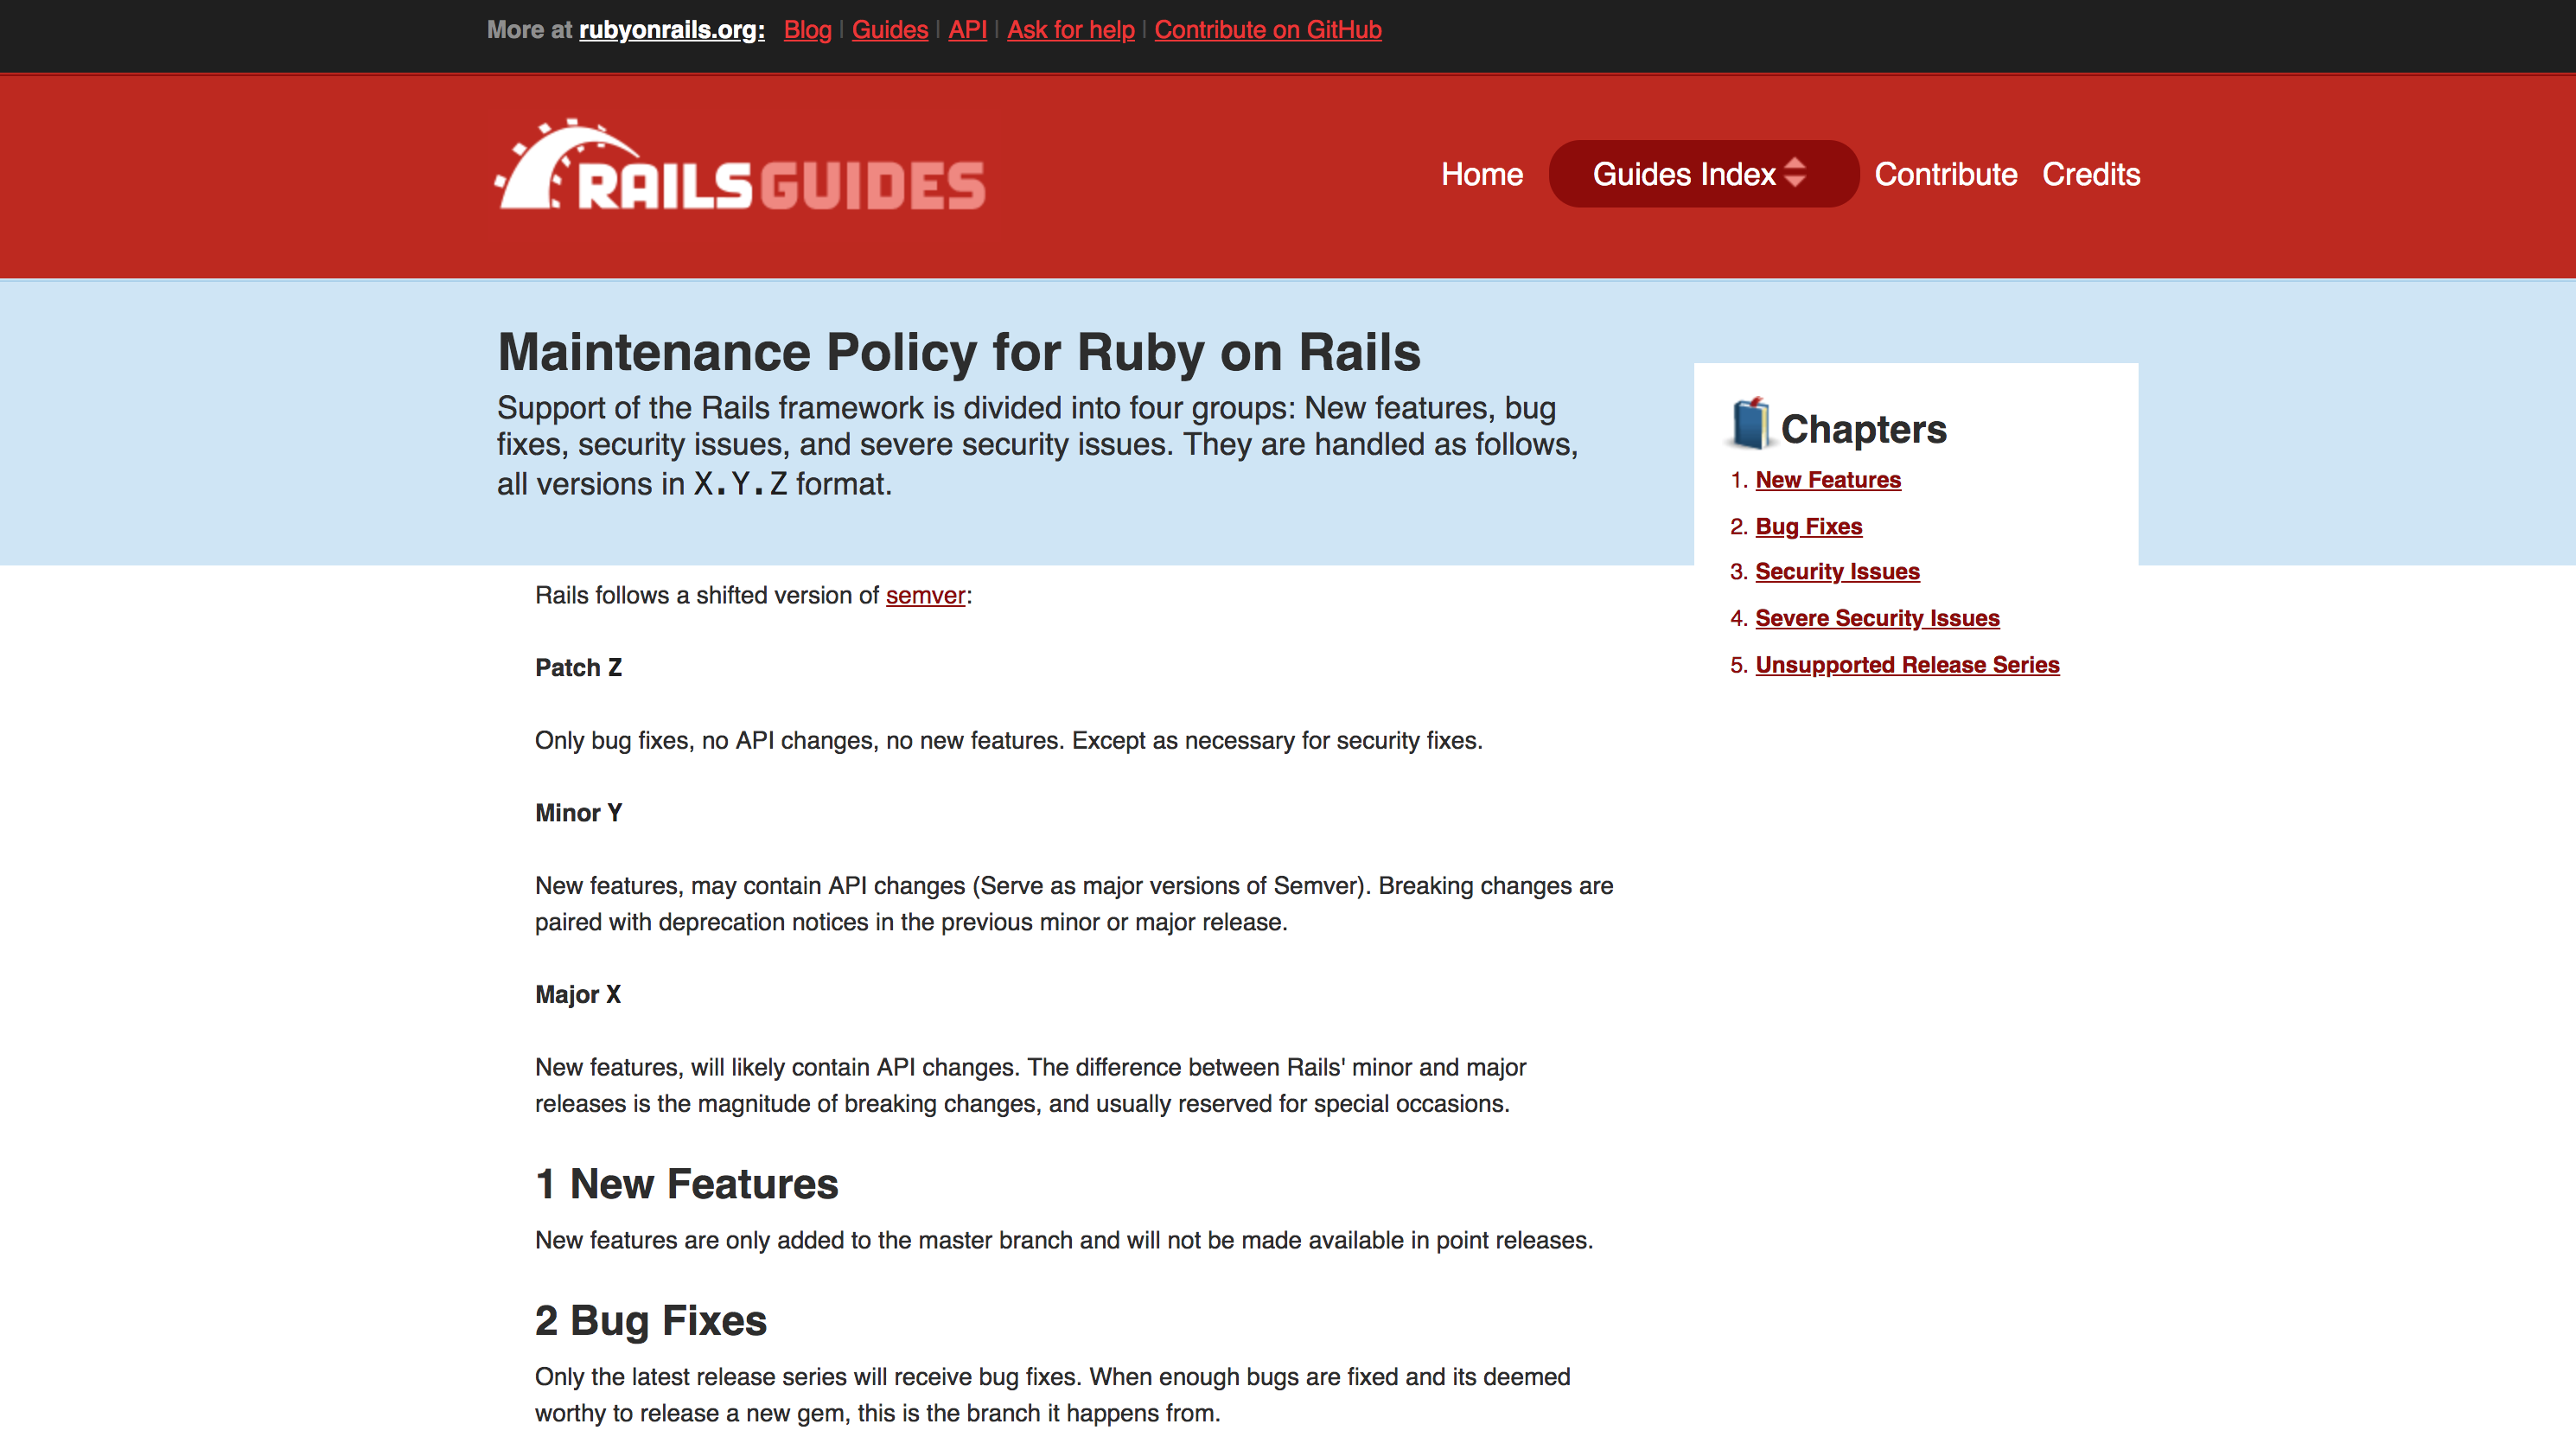 More at rubyonrails.org: Blog | Guides | API | Ask for help | Contribute on GitHub
RAILS GUIDES
Home Guides Index Contribute Credits
Maintenance Policy for Ruby on Rails
Support of the Rails framework is divided into four groups: New features, bug
fixes, security issues, and severe security issues. They are handled as follows,
all versions in X.Y.Z format.
Chapters
1. New Features
2. Bug Fixes
3. Security Issues
4. Severe Security Issues
5. Unsupported Release Series
Rails follows a shifted version of semver:
Patch Z
Only bug fixes, no API changes, no new features. Except as necessary for security fixes.
Minor Y
New features, may contain API changes (Serve as major versions of Semver). Breaking changes are
paired with deprecation notices in the previous minor or major release.
Major X
New features, will likely contain API changes. The difference between Rails' minor and major
releases is the magnitude of breaking changes, and usually reserved for special occasions.
1 New Features
New features are only added to the master branch and will not be made available in point releases.
2 Bug Fixes
Only the latest release series will receive bug fixes. When enough bugs are fixed and its deemed
worthy to release a new gem, this is the branch it happens from.